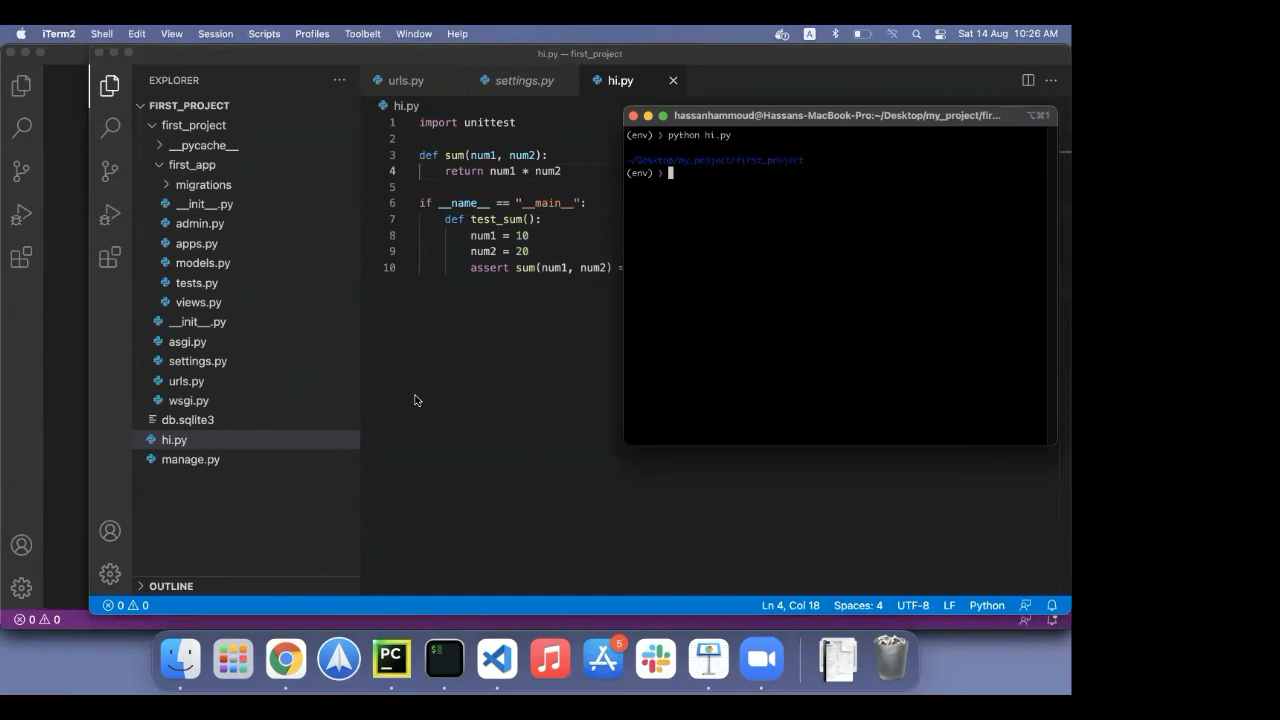 iTerm2 Shell Edit View Session Scripts Profiles Toolbelt Window Help A Sat 14 Aug 10:26 AM
hi.py — first_project
EXPLORER
FIRST_PROJECT
first_project
__pycache__
first_app
migrations
__init__.py
admin.py
apps.py
models.py
tests.py
views.py
__init__.py
asgi.py
settings.py
urls.py
wsgi.py
db.sqlite3
hi.py
manage.py
OUTLINE
urls.py settings.py hi.py
hi.py
1 import unittest
2
3 def sum(num1, num2):
4 return num1 * num2
5
6 if __name__ == "__main__":
7 def test_sum():
8 num1 = 10
9 num2 = 20
10 assert sum(num1, num2) =
hassanhammoud@Hassans-MacBook-Pro:~/Desktop/my_project/fir... ⌥⌘1
(env) ❯ python hi.py
~/Desktop/my_project/first_project
(env) ❯
0 0 Ln 4, Col 18 Spaces: 4 UTF-8 LF Python
0 0
PC $ 5